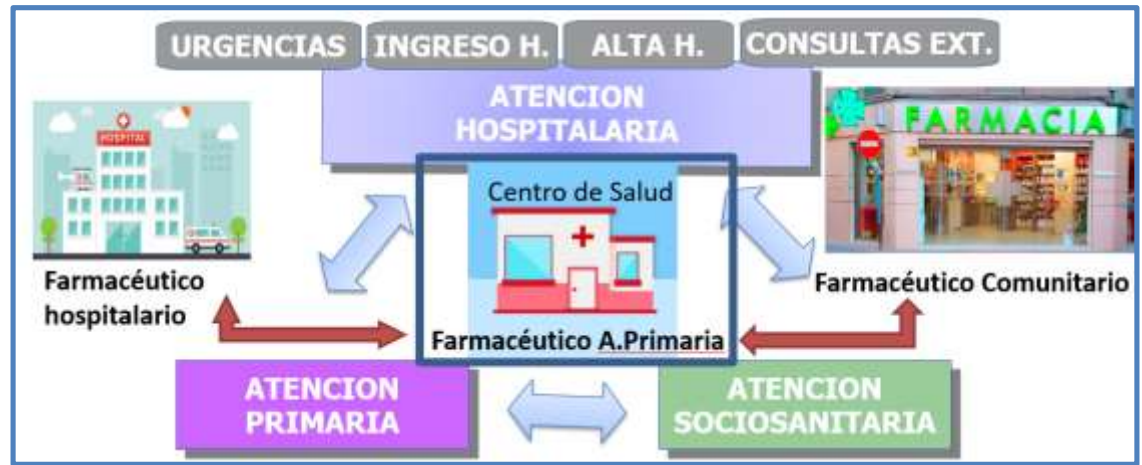 URGENCIAS
INGRESO H.
ALTA H.
CONSULTAS EXT.
ATENCION
HOSPITALARIA
HOSPITAL
FARMACIA
Centro de Salud
Farmacéutico
hospitalario
Farmacéutico Comunitario
Farmacéutico A.Primaria
ATENCION
PRIMARIA
ATENCION
SOCIOSANITARIA